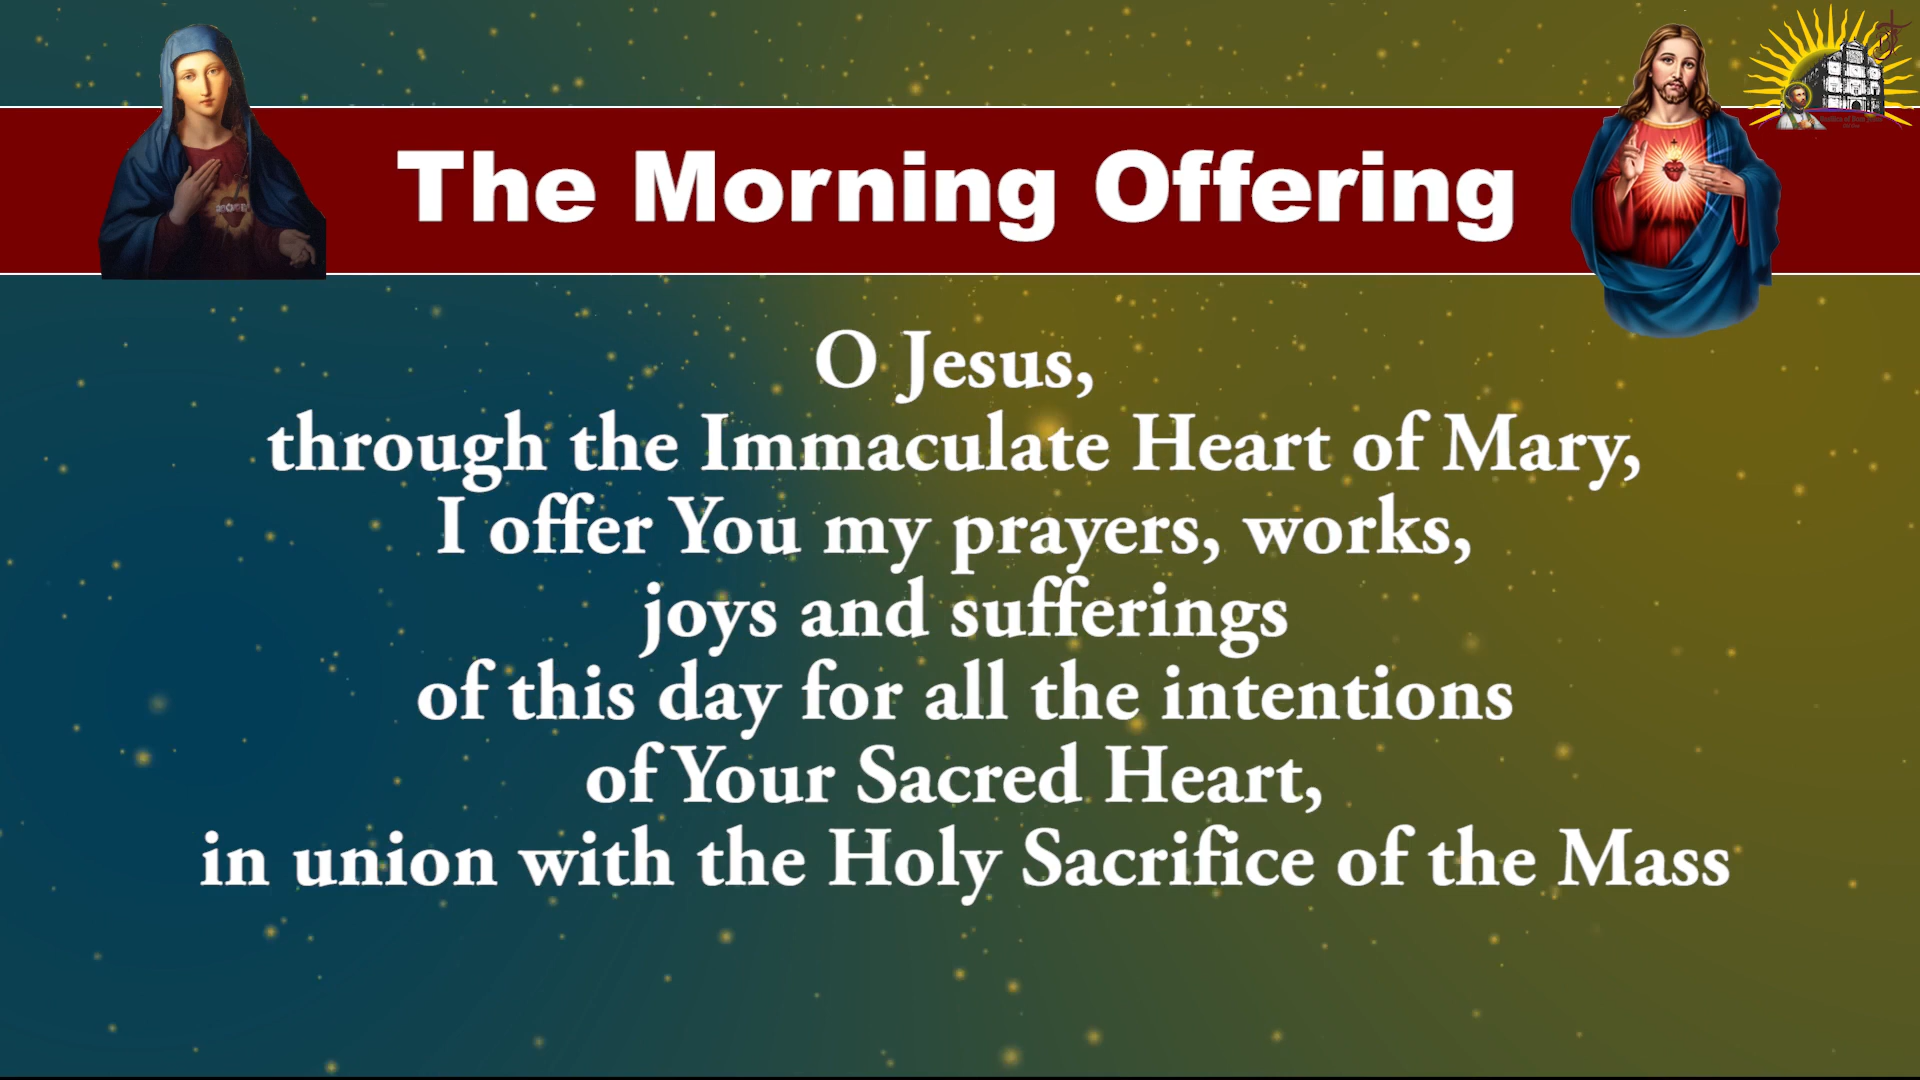 The Morning Offering
O Jesus,
through the Immaculate Heart of Mary,
I offer You my prayers, works,
joys and sufferings
of this day for all the intentions
of Your Sacred Heart,
in union with the Holy Sacrifice of the Mass